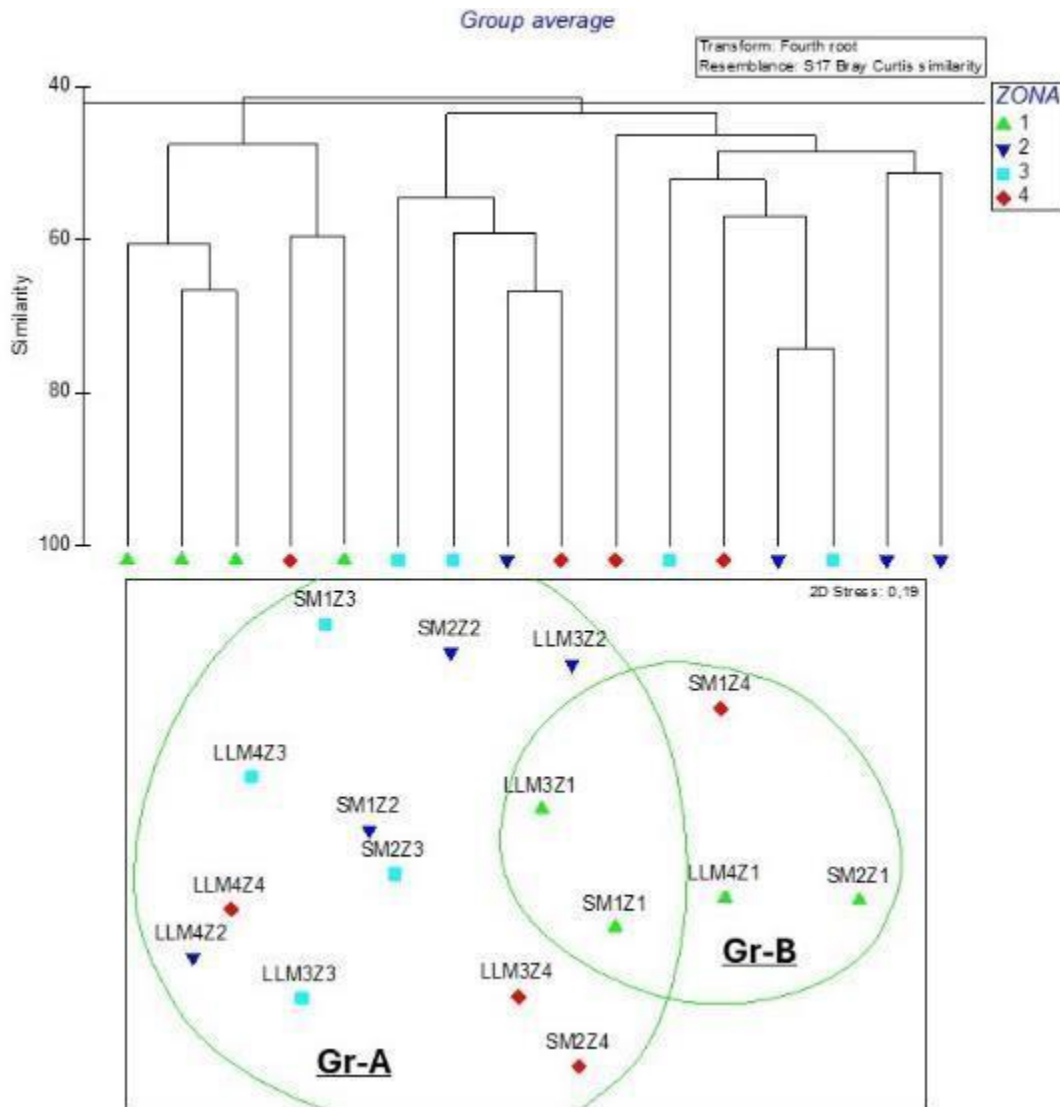 Group average
Transform: Fourth root
Resemblance: S17 Bray Curtis similarity
ZONA
1
2
3
4
40
60
80
100
Similarity
2D Stress: 0,19
SM1Z3
SM2Z2
LLM3Z2
SM1Z4
LLM4Z3
LLM3Z1
SM1Z2
SM2Z3
LLM4Z1
SM2Z1
LLM4Z4
SM1Z1
LLM4Z2
Gr-B
LLM3Z3
LLM3Z4
SM2Z4
Gr-A